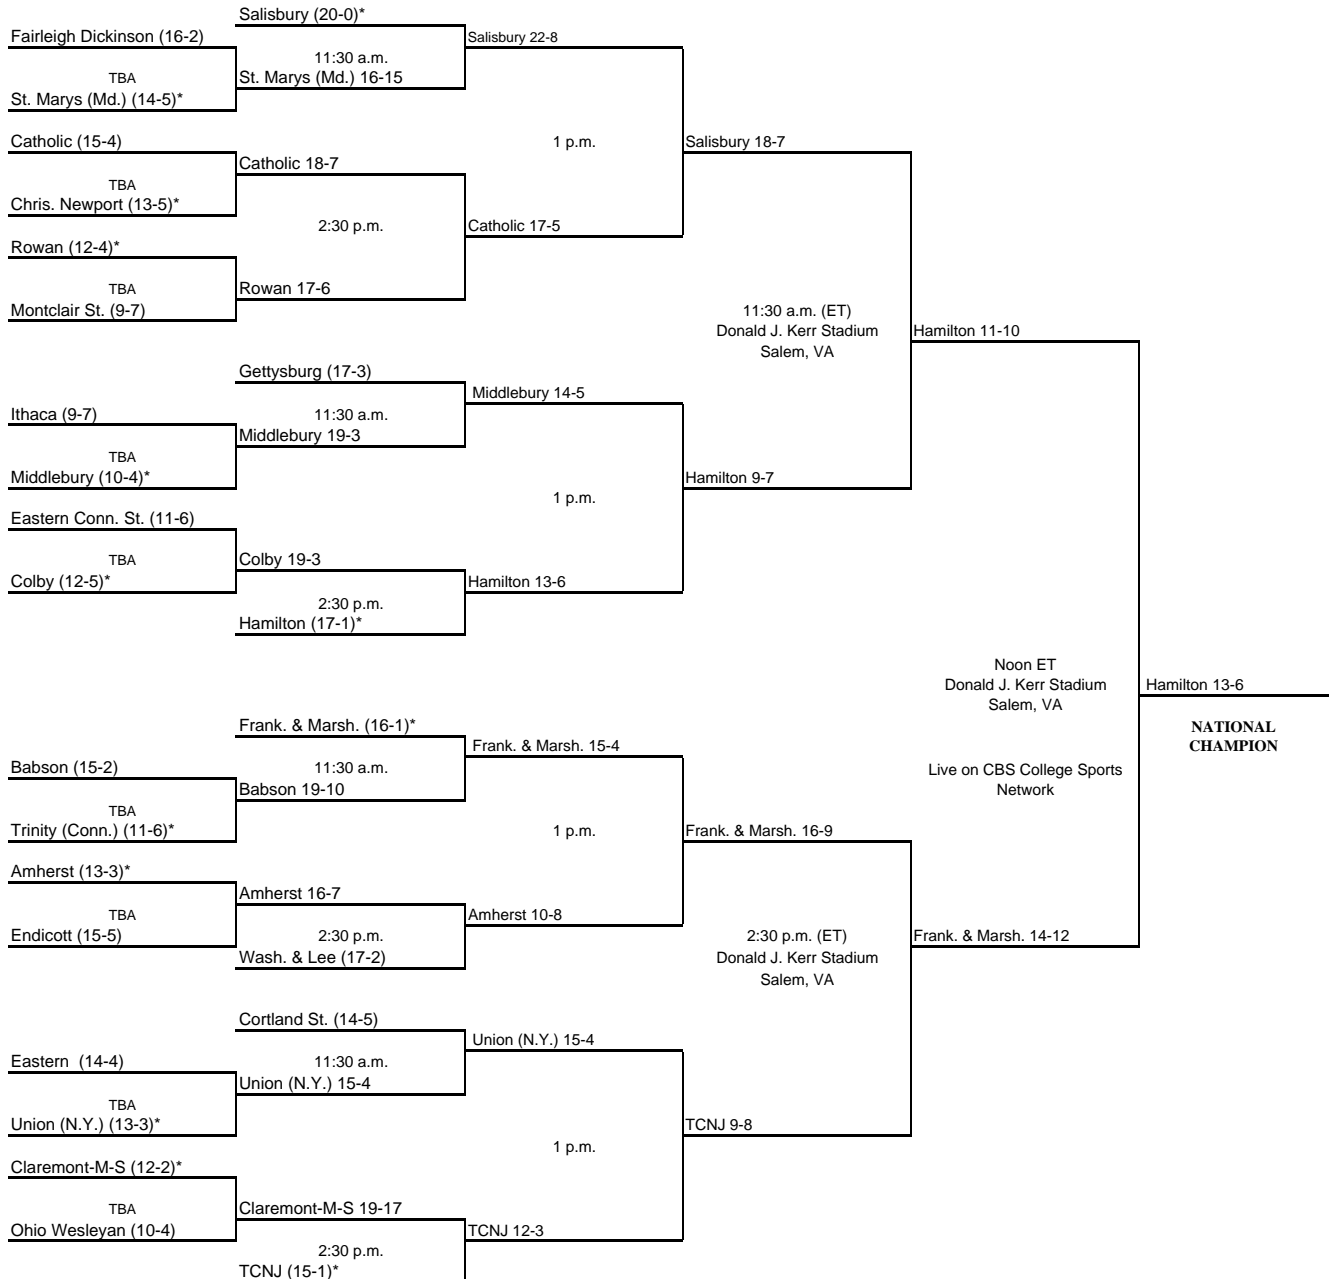 Salisbury (20-0)*
Fairleigh Dickinson (16-2)
Salisbury 22-8
11:30 a.m.
TBA
St. Marys (Md.) 16-15
St. Marys (Md.) (14-5)*
Catholic (15-4)
1 p.m.
Salisbury 18-7
Catholic 18-7
TBA
Chris. Newport (13-5)*
2:30 p.m.
Catholic 17-5
Rowan (12-4)*
TBA
Rowan 17-6
Montclair St. (9-7)
11:30 a.m. (ET)
Donald J. Kerr Stadium
Salem, VA
Hamilton 11-10
Gettysburg (17-3)
Middlebury 14-5
Ithaca (9-7)
11:30 a.m.
Middlebury 19-3
TBA
Middlebury (10-4)*
Hamilton 9-7
1 p.m.
Eastern Conn. St. (11-6)
TBA
Colby 19-3
Colby (12-5)*
Hamilton 13-6
2:30 p.m.
Hamilton (17-1)*
Noon ET
Donald J. Kerr Stadium
Salem, VA
Hamilton 13-6
NATIONAL
CHAMPION
Frank. & Marsh. (16-1)*
Frank. & Marsh. 15-4
Babson (15-2)
11:30 a.m.
Live on CBS College Sports
Network
Babson 19-10
TBA
Trinity (Conn.) (11-6)*
1 p.m.
Frank. & Marsh. 16-9
Amherst (13-3)*
Amherst 16-7
TBA
Amherst 10-8
Endicott (15-5)
2:30 p.m.
Wash. & Lee (17-2)
2:30 p.m. (ET)
Donald J. Kerr Stadium
Salem, VA
Frank. & Marsh. 14-12
Cortland St. (14-5)
Union (N.Y.) 15-4
Eastern  (14-4)
11:30 a.m.
Union (N.Y.) 15-4
TBA
Union (N.Y.) (13-3)*
TCNJ 9-8
1 p.m.
Claremont-M-S (12-2)*
TBA
Claremont-M-S 19-17
Ohio Wesleyan (10-4)
TCNJ 12-3
2:30 p.m.
TCNJ (15-1)*